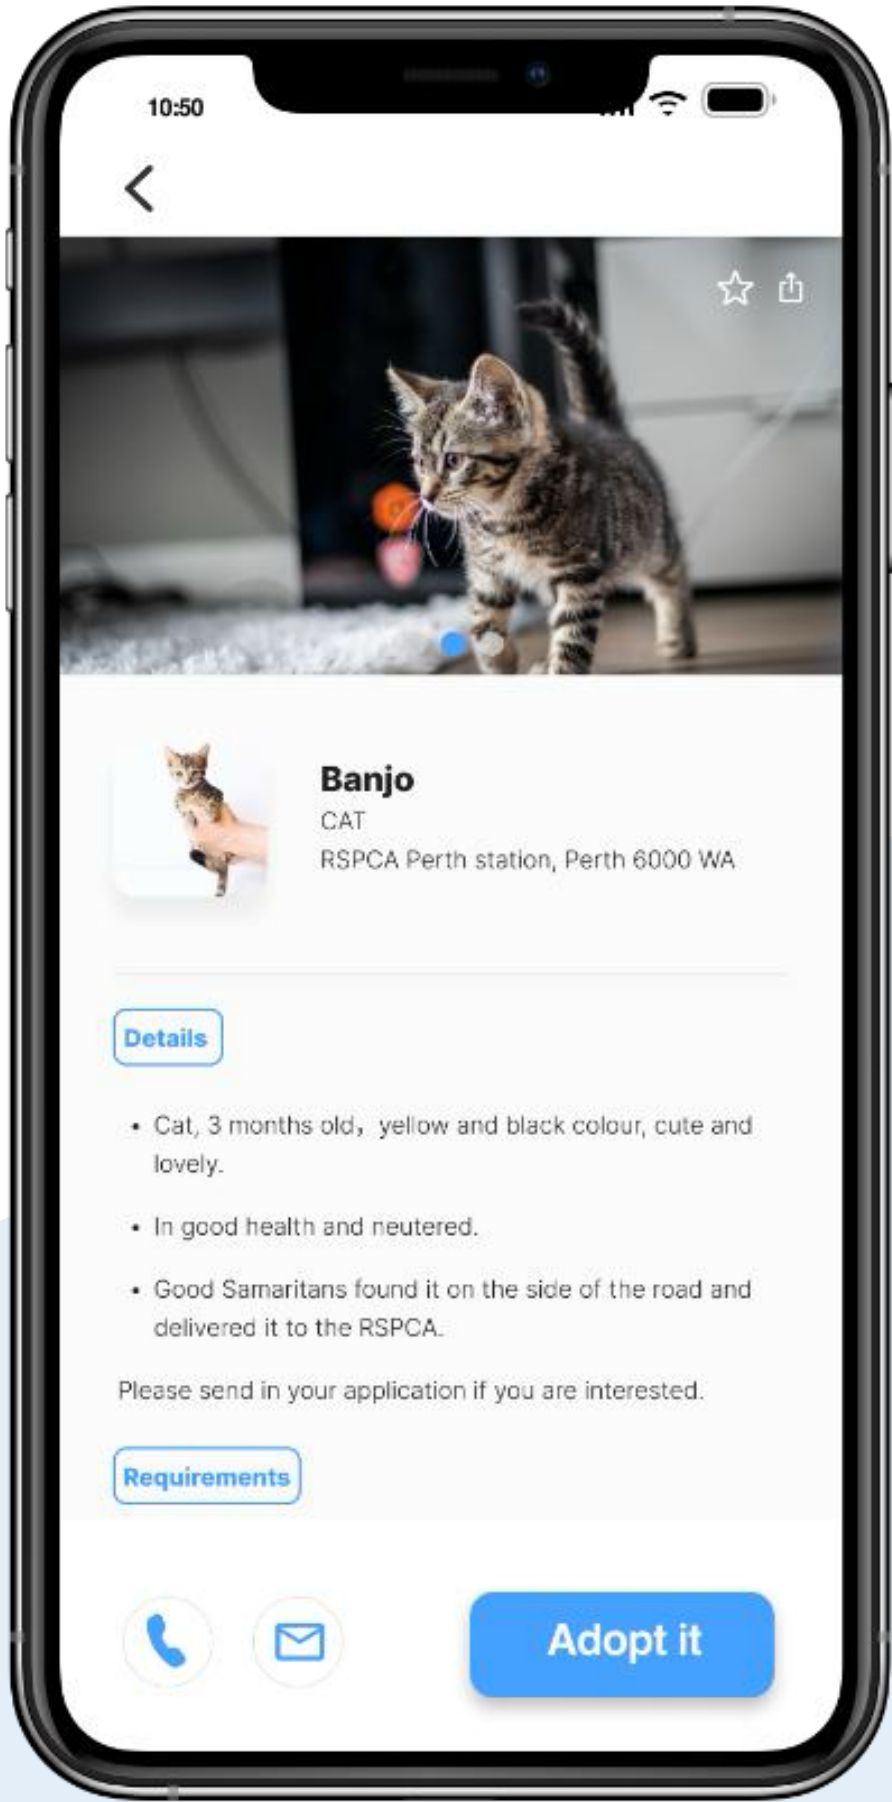 10:50
Banjo
CAT
RSPCA Perth station, Perth 6000 WA
Details
• Cat, 3 months old，yellow and black colour, cute and
lovely.
• In good health and neutered.
• Good Samaritans found it on the side of the road and
delivered it to the RSPCA.
Please send in your application if you are interested.
Requirements
Adopt it